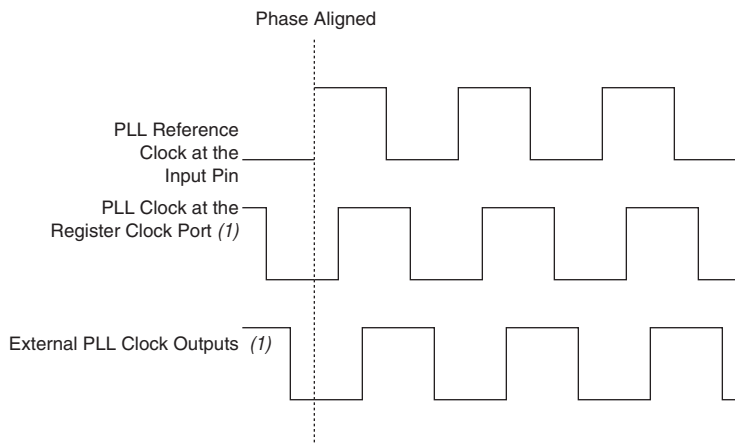 Phase Aligned
PLL Reference
Clock at the
Input Pin
PLL Clock at the
Register Clock Port (1)
External PLL Clock Outputs (1)